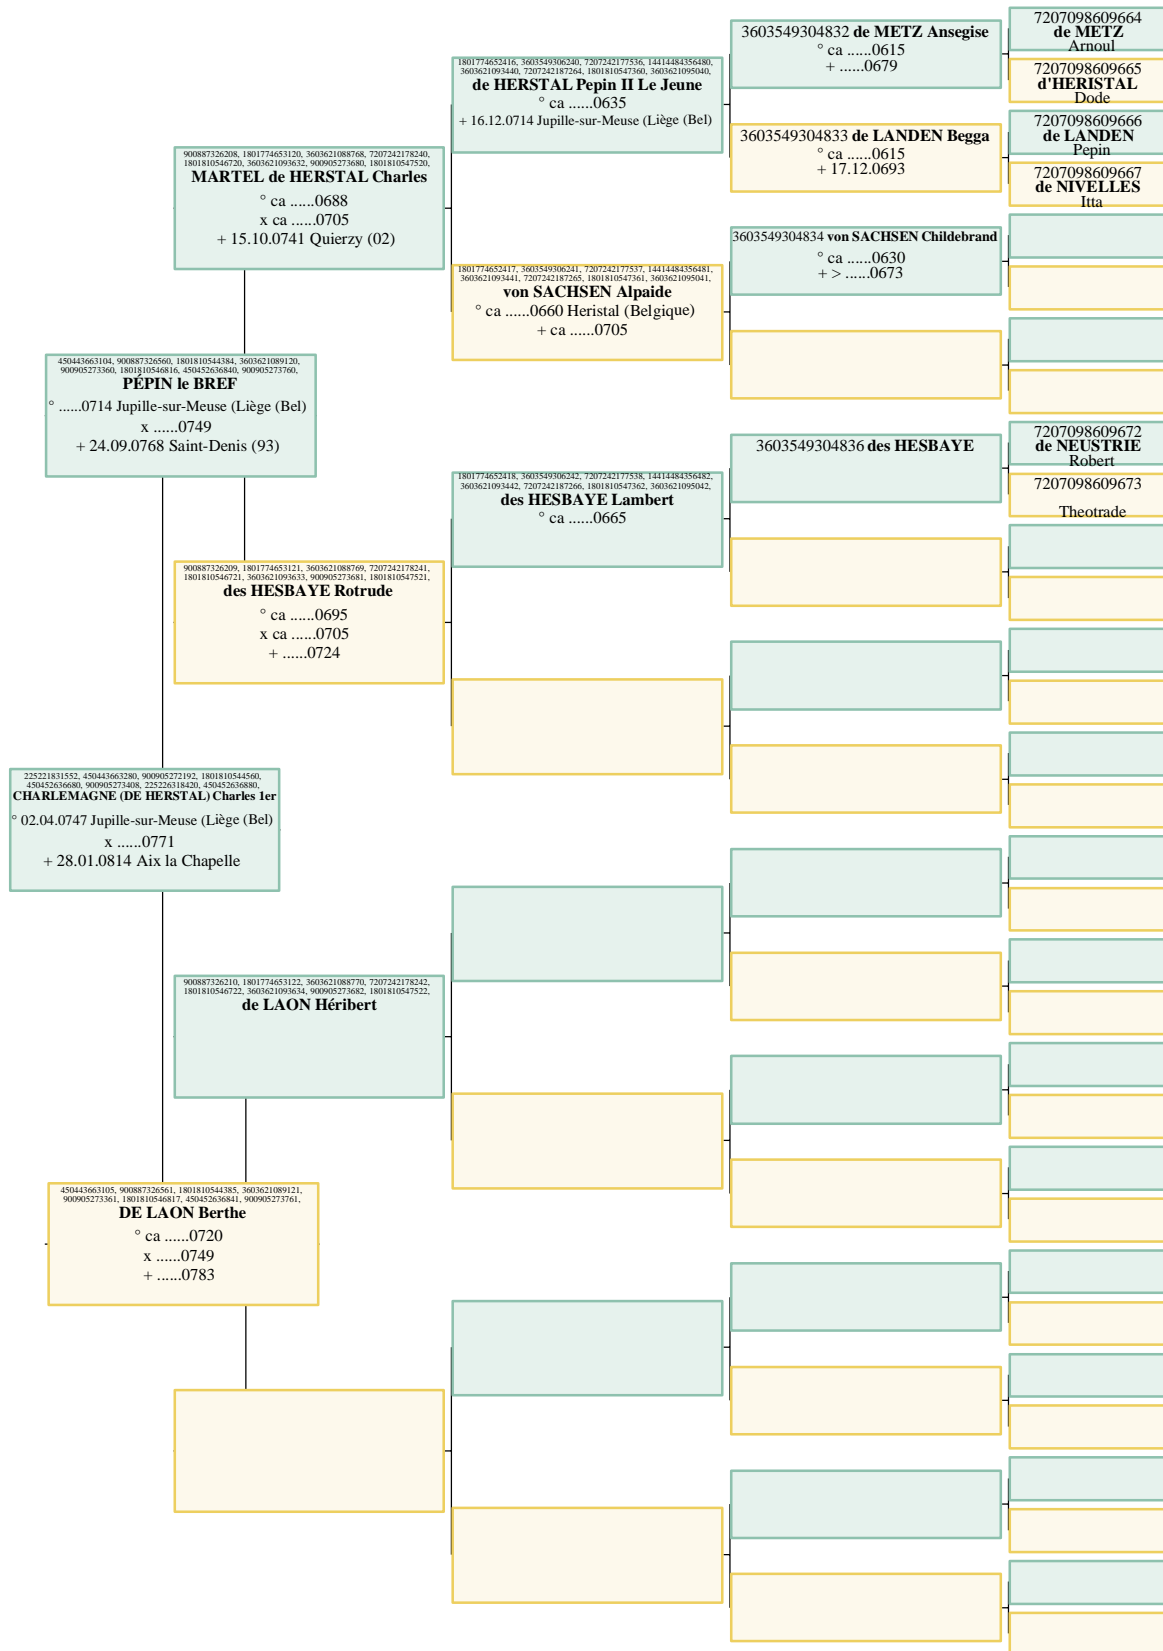 7207098609664
de METZ
Arnoul
3603549304832 de METZ Ansegise
° ca ......0615
+ ......0679
7207098609665
d'HERISTAL
Dode
1801774652416, 3603549306240, 7207242177536, 14414484356480,
3603621093440, 7207242187264, 1801810547360, 3603621095040,
de HERSTAL Pepin II Le Jeune
° ca ......0635
+ 16.12.0714 Jupille-sur-Meuse (Liège (Bel)
7207098609666
de LANDEN
Pepin
3603549304833 de LANDEN Begga
° ca ......0615
+ 17.12.0693
7207098609667
de NIVELLES
Itta
900887326208, 1801774653120, 3603621088768, 7207242178240,
1801810546720, 3603621093632, 900905273680, 1801810547520,
MARTEL de HERSTAL Charles
° ca ......0688
x ca ......0705
+ 15.10.0741 Quierzy (02)
3603549304834 von SACHSEN Childebrand
° ca ......0630
+ > ......0673
1801774652417, 3603549306241, 7207242177537, 14414484356481,
3603621093441, 7207242187265, 1801810547361, 3603621095041,
von SACHSEN Alpaide
° ca ......0660 Heristal (Belgique)
+ ca ......0705
450443663104, 900887326560, 1801810544384, 3603621089120,
900905273360, 1801810546816, 450452636840, 900905273760,
PÉPIN le BREF
° ......0714 Jupille-sur-Meuse (Liège (Bel)
x ......0749
+ 24.09.0768 Saint-Denis (93)
7207098609672
de NEUSTRIE
Robert
3603549304836 des HESBAYE
7207098609673
Theotrade
1801774652418, 3603549306242, 7207242177538, 14414484356482,
3603621093442, 7207242187266, 1801810547362, 3603621095042,
des HESBAYE Lambert
° ca ......0665
900887326209, 1801774653121, 3603621088769, 7207242178241,
1801810546721, 3603621093633, 900905273681, 1801810547521,
des HESBAYE Rotrude
° ca ......0695
x ca ......0705
+ ......0724
225221831552, 450443663280, 900905272192, 1801810544560,
450452636680, 900905273408, 225226318420, 450452636880,
CHARLEMAGNE (DE HERSTAL) Charles 1er
° 02.04.0747 Jupille-sur-Meuse (Liège (Bel)
x ......0771
+ 28.01.0814 Aix la Chapelle
900887326210, 1801774653122, 3603621088770, 7207242178242,
1801810546722, 3603621093634, 900905273682, 1801810547522,
de LAON Héribert
450443663105, 900887326561, 1801810544385, 3603621089121,
900905273361, 1801810546817, 450452636841, 900905273761,
DE LAON Berthe
° ca ......0720
x ......0749
+ ......0783